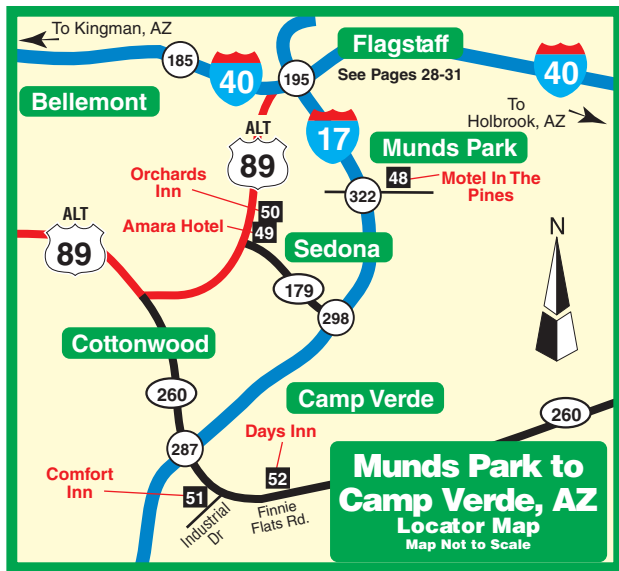 To Kingman, AZ
185
40
195
Flagstaff
See Pages 28-31
40
Bellemont
To
Holbrook, AZ
17
ALT
89
Munds Park
48
Motel In The
Pines
322
Orchards
Inn
50
Amara Hotel
49
ALT
89
Sedona
N
179
298
Cottonwood
260
Camp Verde
260
287
Days Inn
52
Comfort
Inn
51
Industrial
Dr
Finnie
Flats Rd.
Munds Park to
Camp Verde, AZ
Locator Map
Map Not to Scale